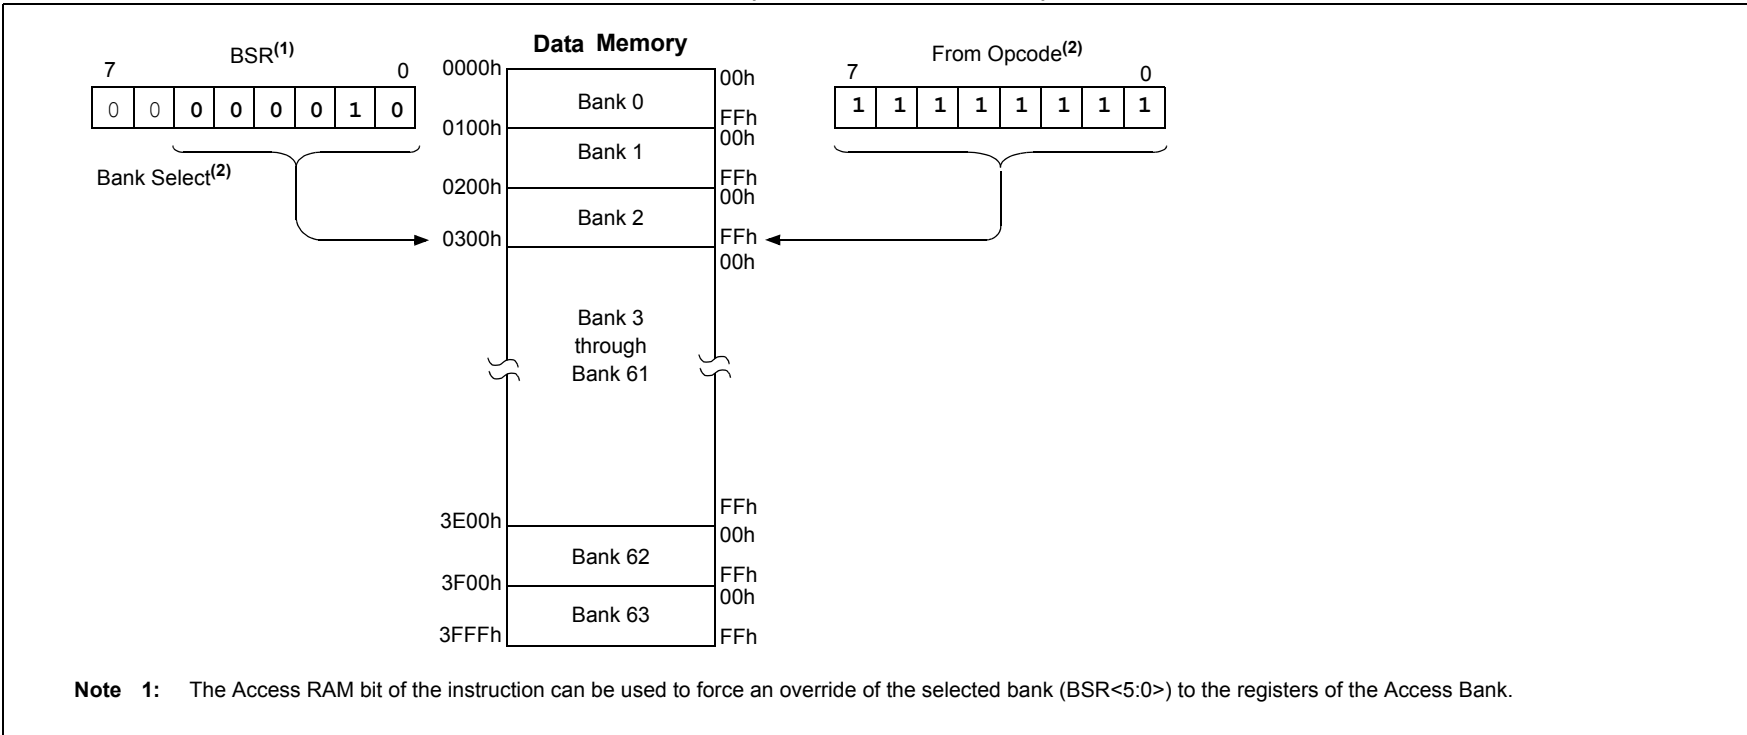 Data Memory
BSR(1)
7 0
0 0 0 0 0 0 1 0
Bank Select(2)
From Opcode(2)
7 0
1 1 1 1 1 1 1 1
0000h
Bank 0
00h
FFh
0100h
Bank 1
00h
FFh
0200h
Bank 2
00h
FFh
0300h
00h
Bank 3
through
Bank 61
FFh
3E00h
Bank 62
00h
FFh
3F00h
Bank 63
00h
3FFFh
FFh
Note 1: The Access RAM bit of the instruction can be used to force an override of the selected bank (BSR<5:0>) to the registers of the Access Bank.